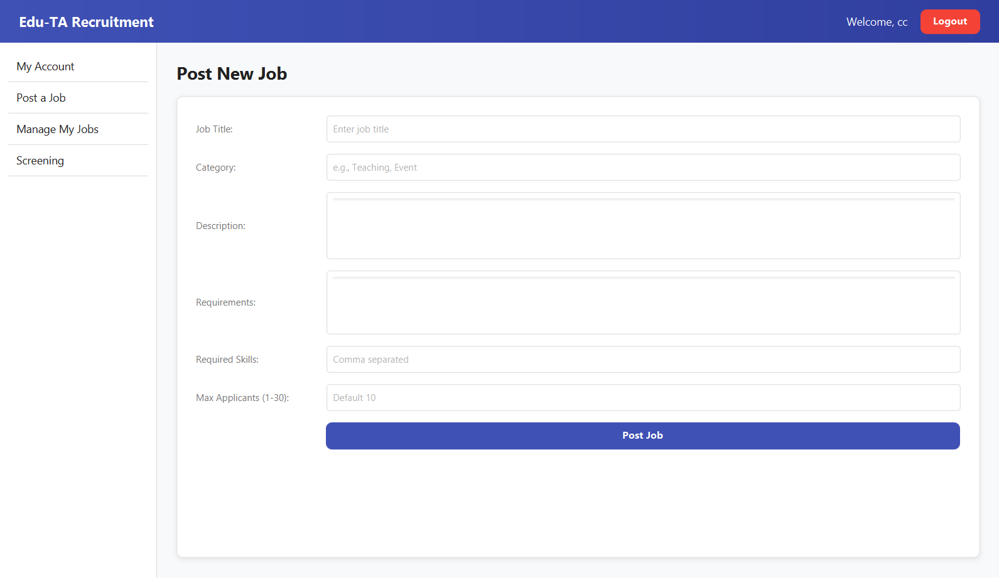 Edu-TA Recruitment
Welcome, cc
Logout
My Account
Post a Job
Manage My Jobs
Screening
Post New Job
Job Title:
Enter job title
Category:
e.g., Teaching, Event
Description:
Requirements:
Required Skills:
Comma separated
Max Applicants (1-30):
Default 10
Post Job